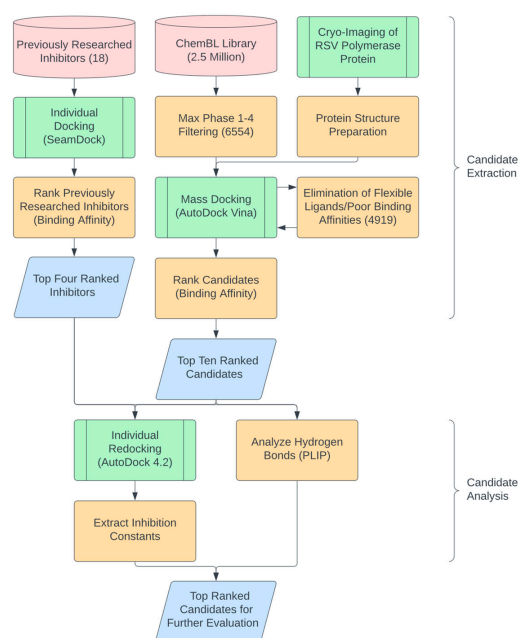 Previously Researched
Inhibitors (18)
ChemBL Library
(2.5 Million)
Cryo-Imaging of
RSV Polymerase
Protein
Individual
Docking
(SeamDock)
Max Phase 1-4
Filtering (6554)
Protein Structure
Preparation
Candidate
Extraction
Rank Previously
Researched Inhibitors
(Binding Affinity)
Mass Docking
(AutoDock Vina)
Elimination of Flexible
Ligands/Poor Binding
Affinities (4919)
Top Four Ranked
Inhibitors
Rank Candidates
(Binding Affinity)
Top Ten Ranked
Candidates
Individual
Redocking
(AutoDock 4.2)
Analyze Hydrogen
Bonds (PLIP)
Candidate
Analysis
Extract Inhibition
Constants
Top Ranked
Candidates for
Further Evaluation